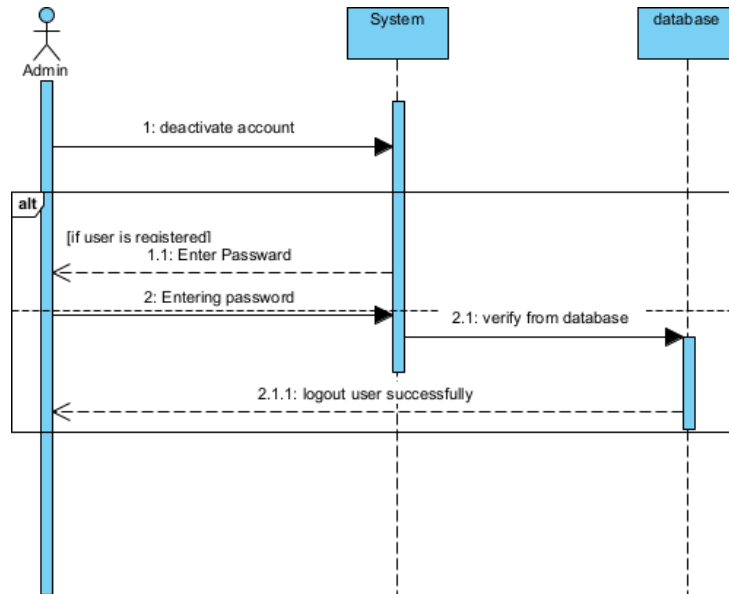 System
database
Admin
1: deactivate account
alt
[if user is registered]
1.1: Enter Passward
2: Entering password
2.1: verify from database
2.1.1: logout user successfully